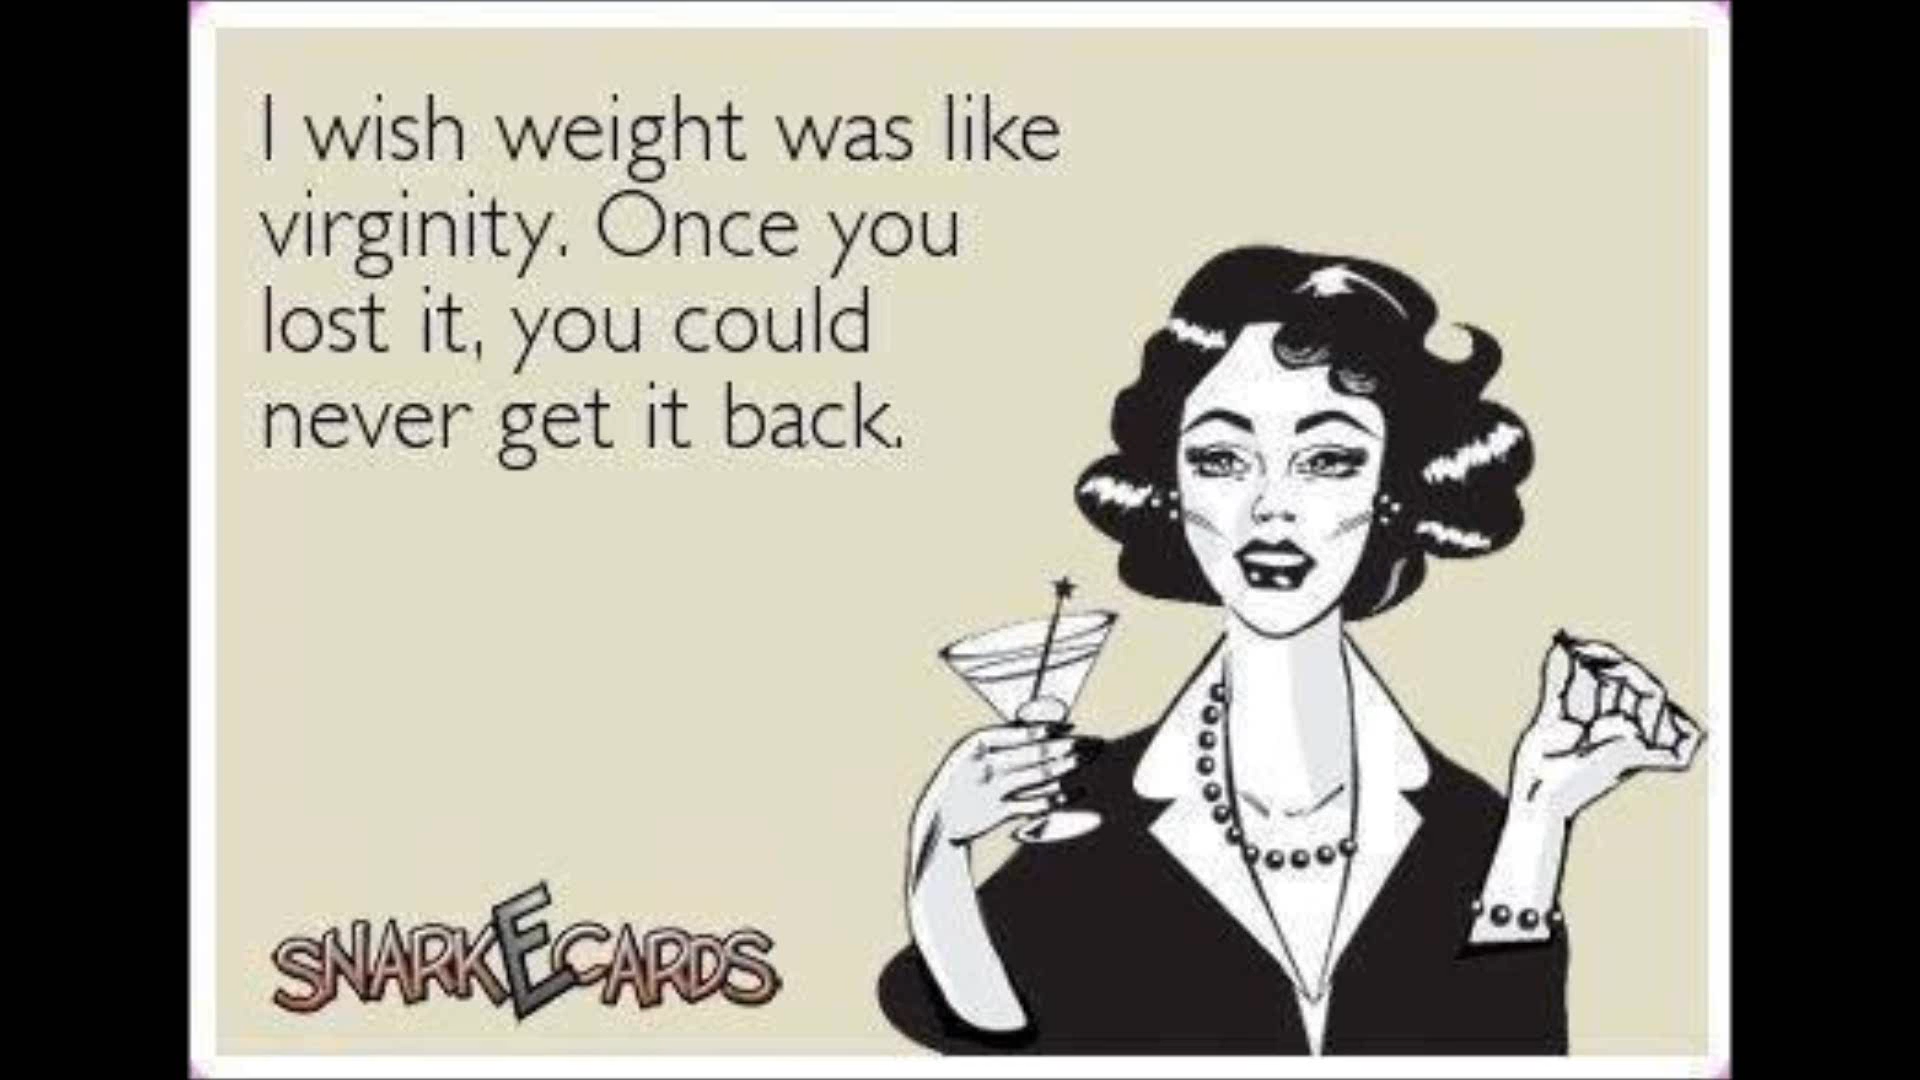 I wish weight was like
virginity. Once you
lost it, you could
never get it back.
SNARKECARDS